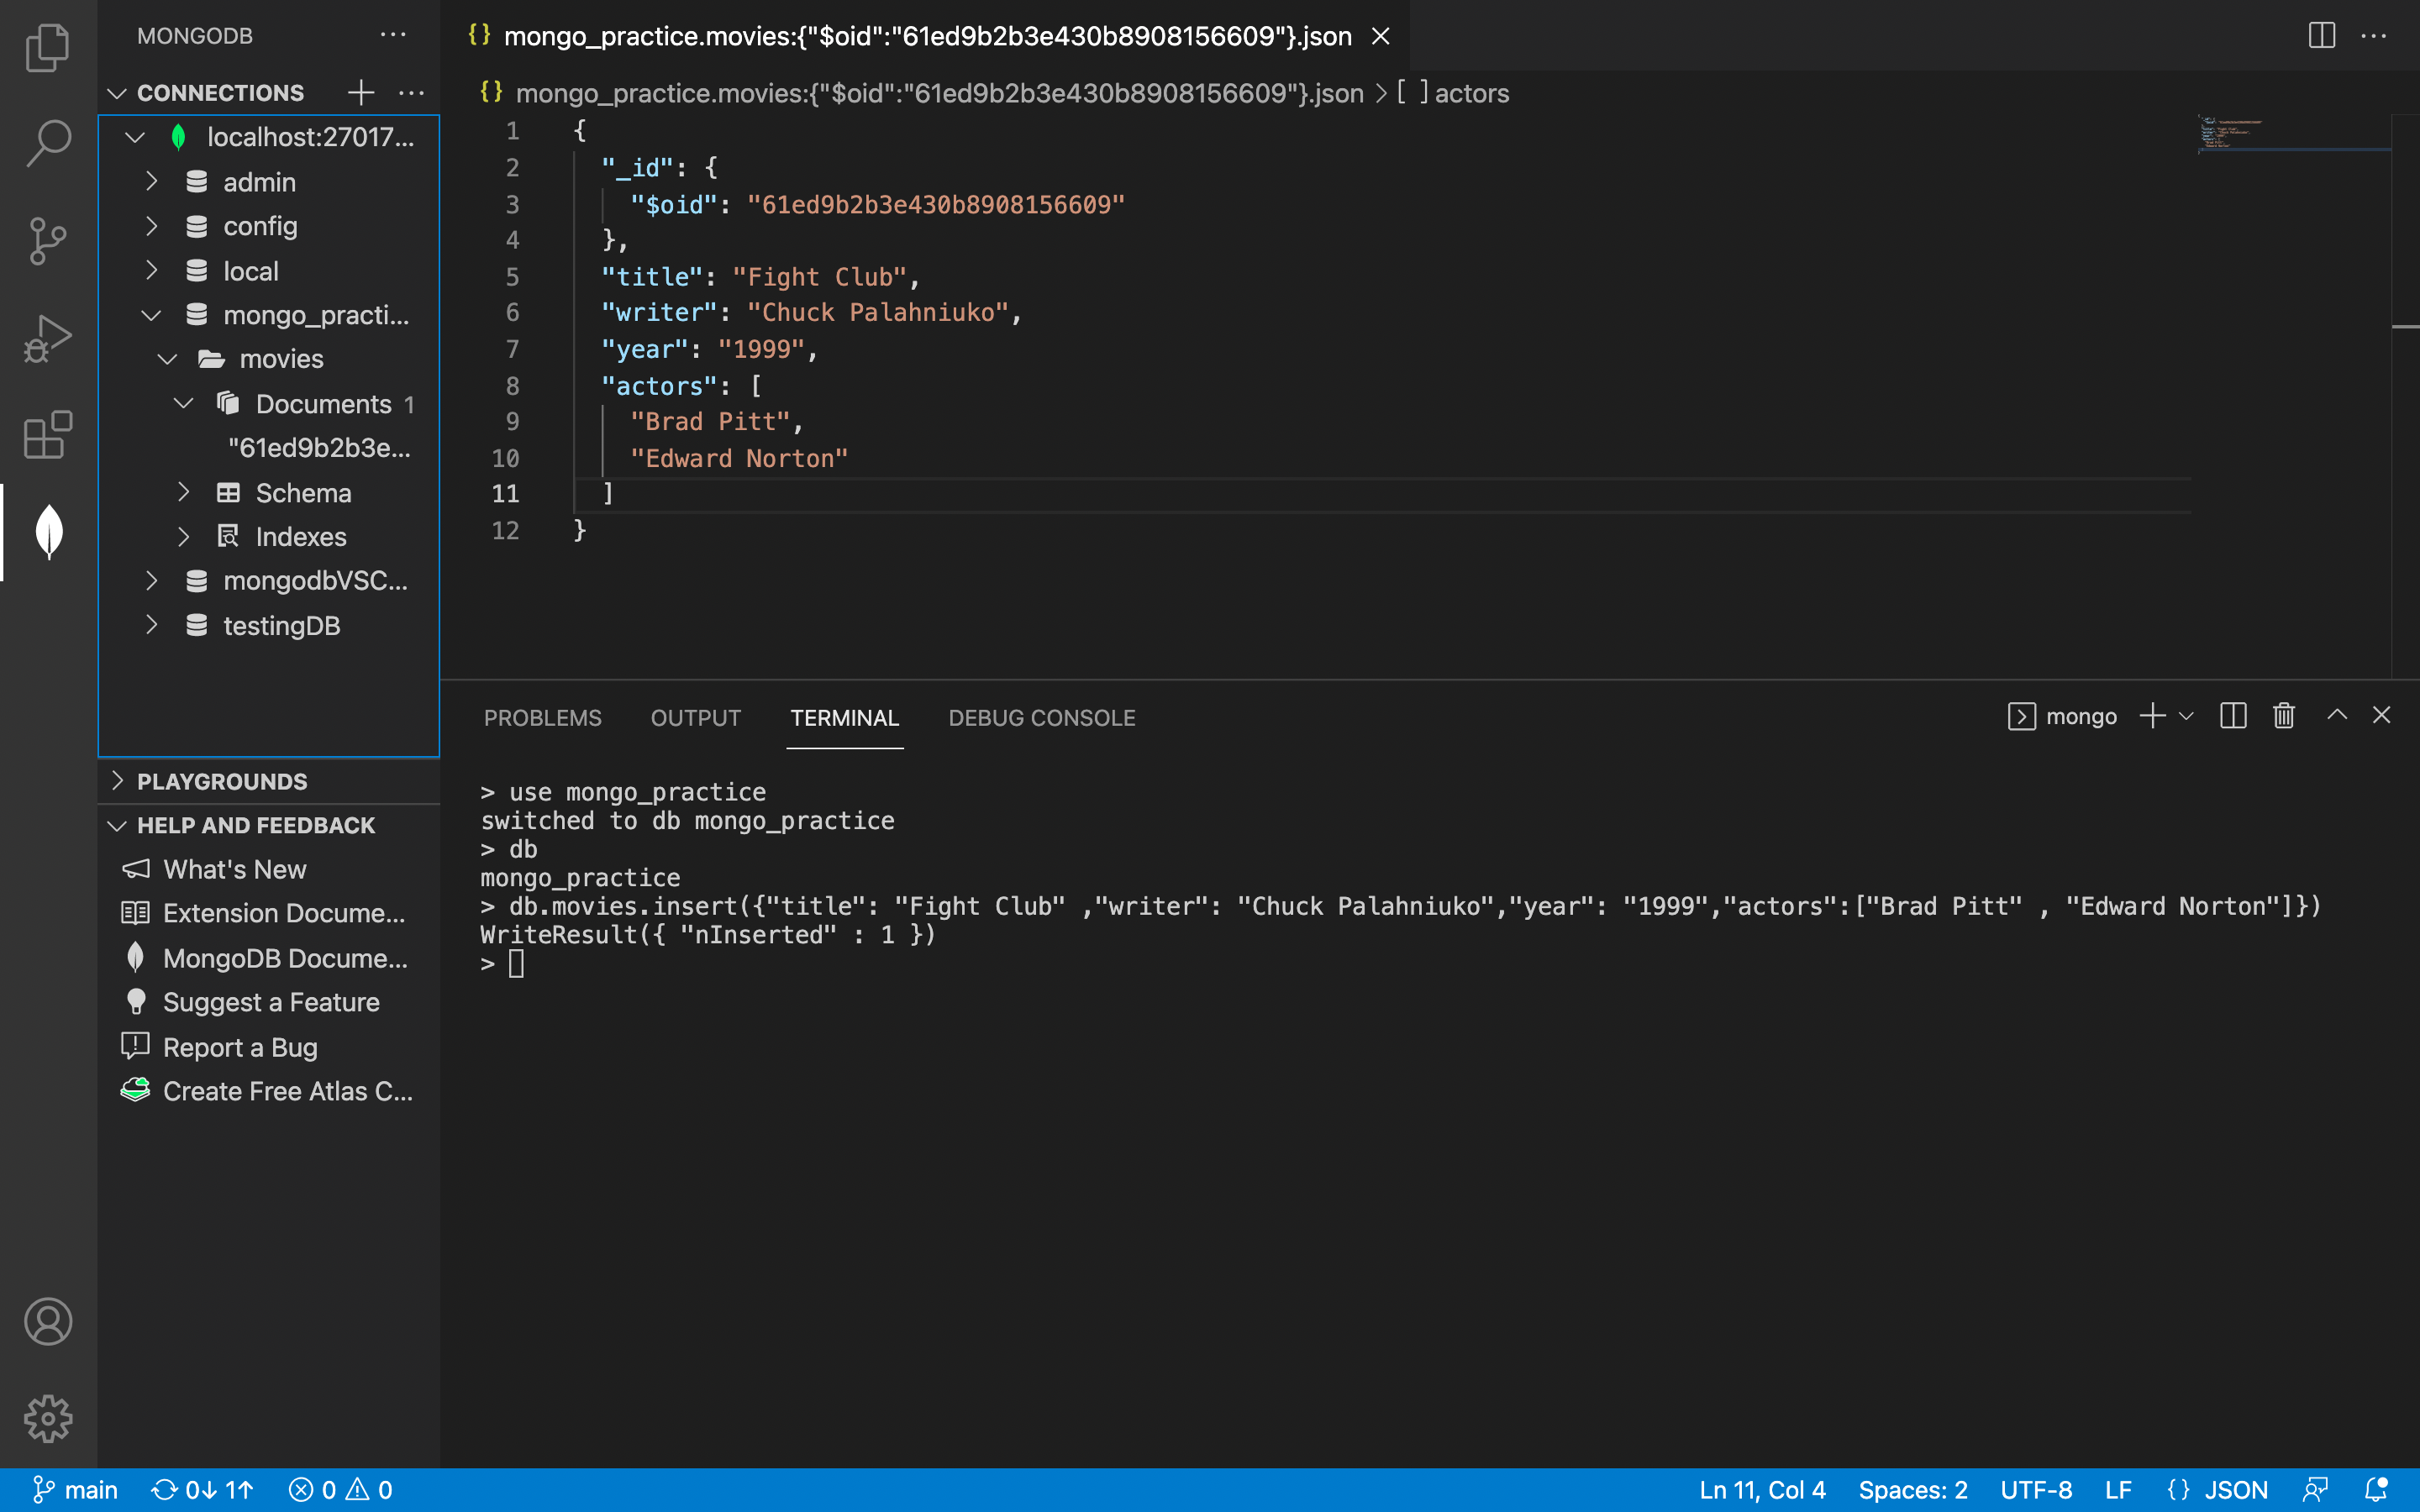 MONGODB
CONNECTIONS
localhost:27017...
admin
config
local
mongo_practi...
movies
Documents 1
"61ed9b2b3e...
Schema
Indexes
mongodbVSC...
testingDB
PLAYGROUNDS
HELP AND FEEDBACK
What's New
Extension Docume...
MongoDB Docume...
Suggest a Feature
Report a Bug
Create Free Atlas C...
{} mongo_practice.movies:{"$oid":"61ed9b2b3e430b8908156609"}.json
{} mongo_practice.movies:{"$oid":"61ed9b2b3e430b8908156609"}.json > [ ] actors
1 {
2 "_id": {
3 "$oid": "61ed9b2b3e430b8908156609"
4 },
5 "title": "Fight Club",
6 "writer": "Chuck Palahniuko",
7 "year": "1999",
8 "actors": [
9 "Brad Pitt",
10 "Edward Norton"
11 ]
12 }
PROBLEMS OUTPUT TERMINAL DEBUG CONSOLE mongo
> use mongo_practice
switched to db mongo_practice
> db
mongo_practice
> db.movies.insert({"title": "Fight Club" ,"writer": "Chuck Palahniuko","year": "1999","actors":["Brad Pitt" , "Edward Norton"]})
WriteResult({ "nInserted" : 1 })
>
main 0↓ 1↑ 0 0 Ln 11, Col 4 Spaces: 2 UTF-8 LF {} JSON